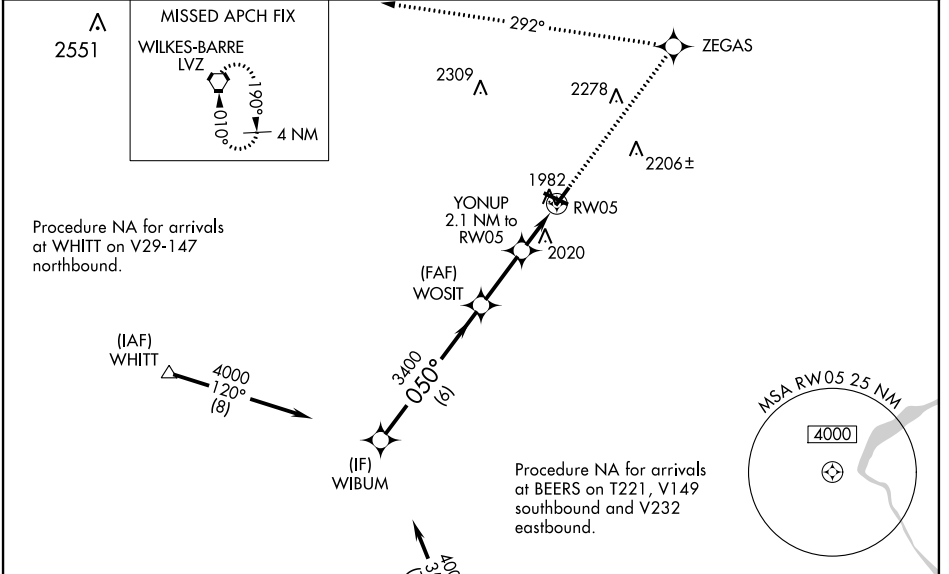 2551
MISSED APCH FIX
WILKES-BARRE
LVZ
190°
010°
4 NM
292°
ZEGAS
2309
2278
2206±
1982
RW05
YONUP
2.1 NM to
RW05
2020
Procedure NA for arrivals
at WHITT on V29-147
northbound.
(FAF)
WOSIT
(IAF)
WHITT
4000
120°
(8)
3400
050°
(6)
(IF)
WIBUM
MSA RW05 25 NM
4000
Procedure NA for arrivals
at BEERS on T221, V149
southbound and V232
eastbound.